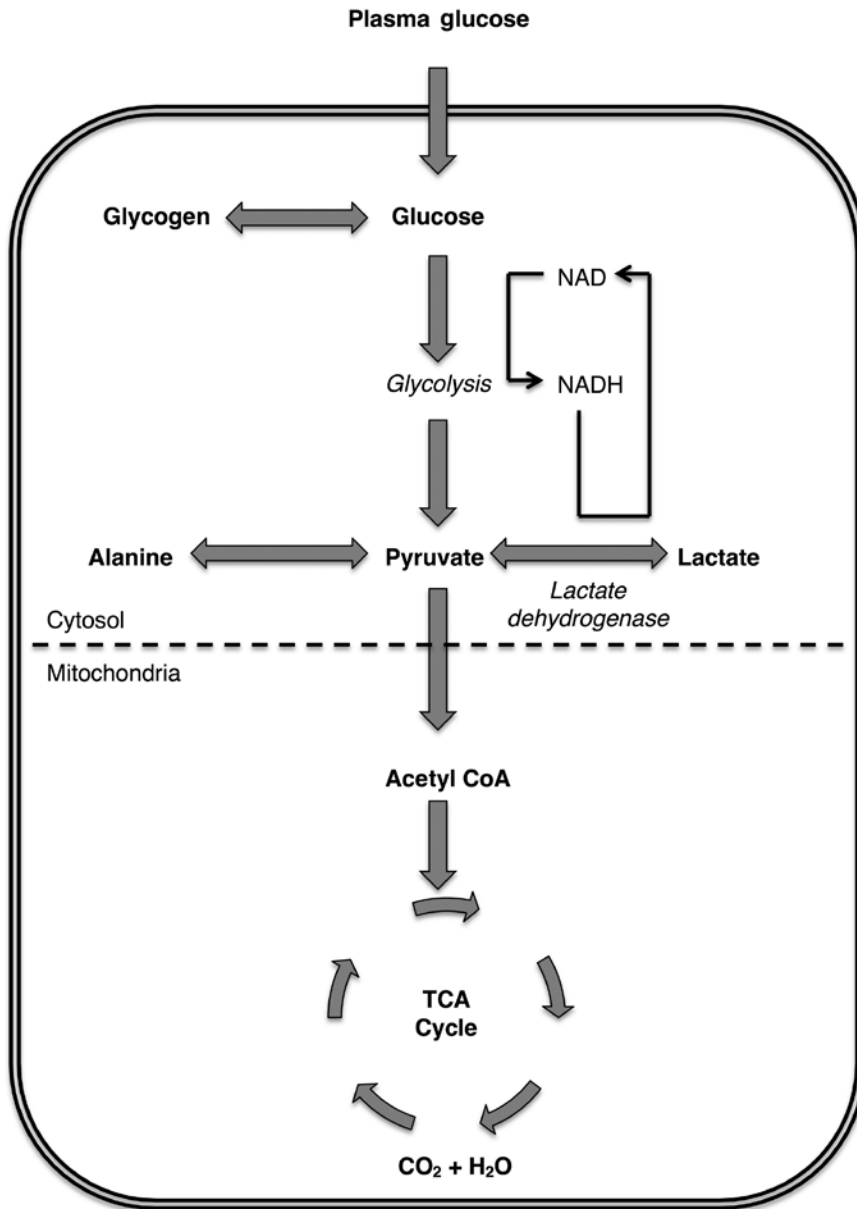 Plasma glucose
Glycogen
Glucose
NAD
Glycolysis
NADH
Alanine
Pyruvate
Lactate
Lactate
dehydrogenase
Cytosol
Mitochondria
Acetyl CoA
TCA
Cycle
CO₂ + H₂O